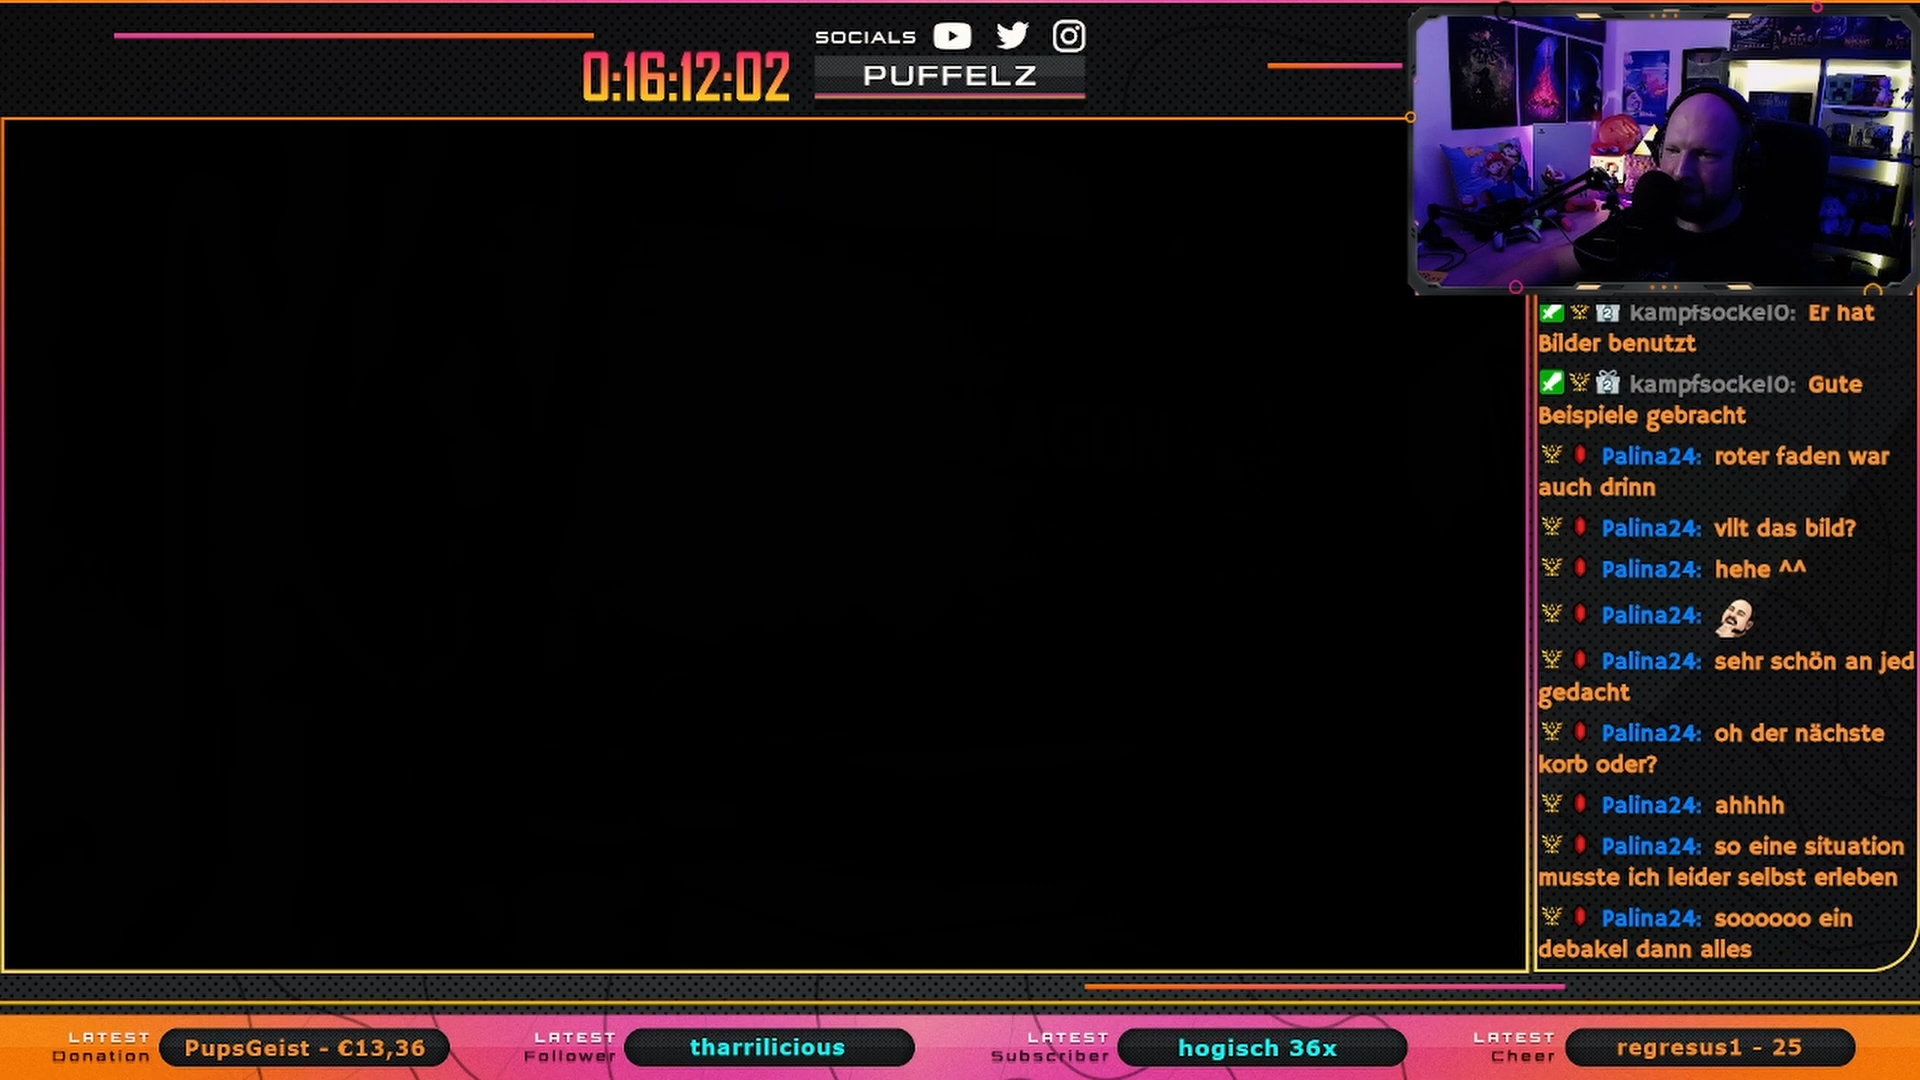 SOCIALS
0:16:12:02
PUFFELZ
kampfsockel0: Er hat
Bilder benutzt
kampfsockel0: Gute
Beispiele gebracht
Palina24: roter faden war
auch drinn
Palina24: vllt das bild?
Palina24: hehe ^^
Palina24:
Palina24: sehr schön an jed
gedacht
Palina24: oh der nächste
korb oder?
Palina24: ahhhh
Palina24: so eine situation
musste ich leider selbst erleben
Palina24: soooooo ein
debakel dann alles
LATEST
Donation
PupsGeist - €13,36
LATEST
Follower
tharrilicious
LATEST
Subscriber
hogisch 36x
LATEST
Cheer
regresus1 - 25